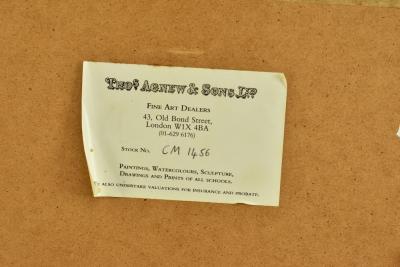 Thos. Agnew & Sons Ltd.
Fine Art Dealers
43, Old Bond Street,
London W1X 4BA
(01-629 6176)
Stock No. CM 1456
Paintings, Watercolours, Sculpture,
Drawings and Prints of all schools.
also undertake valuations for insurance and probate.